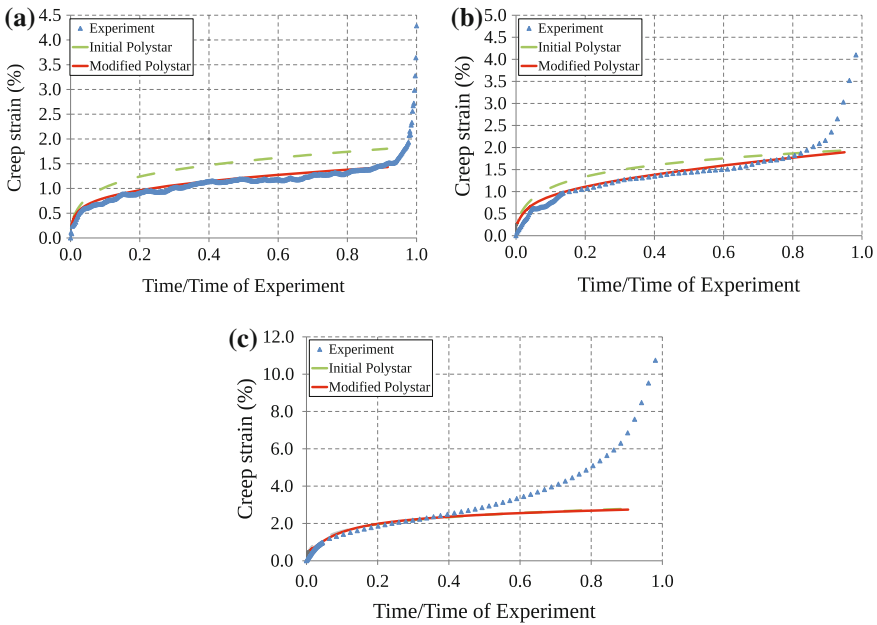 (a)
Creep strain (%)
4.5
4.0
3.5
3.0
2.5
2.0
1.5
1.0
0.5
0.0
Experiment
Initial Polystar
Modified Polystar
0.0 0.2 0.4 0.6 0.8 1.0
Time/Time of Experiment
(b)
Creep strain (%)
5.0
4.5
4.0
3.5
3.0
2.5
2.0
1.5
1.0
0.5
0.0
Experiment
Initial Polystar
Modified Polystar
0.0 0.2 0.4 0.6 0.8 1.0
Time/Time of Experiment
(c)
Creep strain (%)
12.0
10.0
8.0
6.0
4.0
2.0
0.0
Experiment
Initial Polystar
Modified Polystar
0.0 0.2 0.4 0.6 0.8 1.0
Time/Time of Experiment